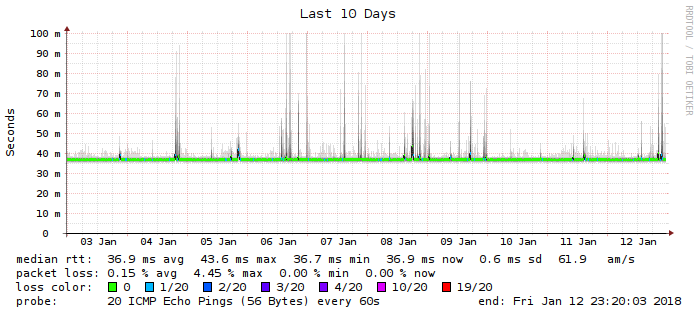 Last 10 Days
RRDTOOL / TOBI OETIKER
Seconds
100 m
90 m
80 m
70 m
60 m
50 m
40 m
30 m
20 m
10 m
0
03 Jan 04 Jan 05 Jan 06 Jan 07 Jan 08 Jan 09 Jan 10 Jan 11 Jan 12 Jan
median rtt: 36.9 ms avg 43.6 ms max 36.7 ms min 36.9 ms now 0.6 ms sd 61.9 am/s
packet loss: 0.15 % avg 4.45 % max 0.00 % min 0.00 % now
loss color: 0 1/20 2/20 3/20 4/20 10/20 19/20
probe: 20 ICMP Echo Pings (56 Bytes) every 60s end: Fri Jan 12 23:20:03 2018